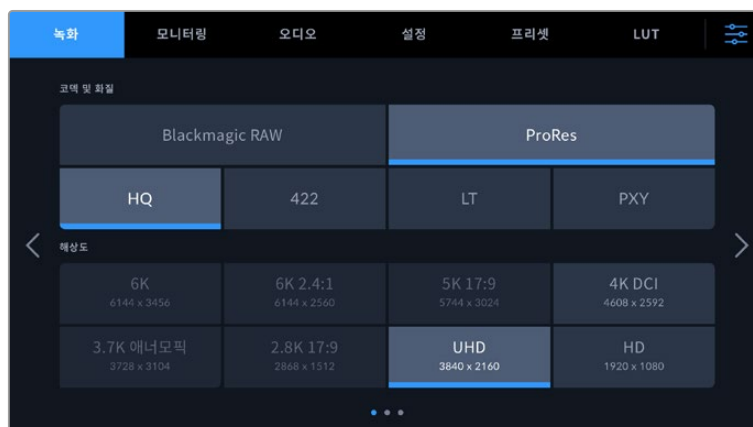 녹화 모니터링 오디오 설정 프리셋 LUT
코덱 및 화질
Blackmagic RAW ProRes
HQ 422 LT PXY
해상도
6K 6K 2.4:1 5K 17:9 4K DCI
6144 x 3456 6144 x 2560 5744 x 3024 4608 x 2592
3.7K 애너모픽 2.8K 17:9 UHD HD
3728 x 3104 2868 x 1512 3840 x 2160 1920 x 1080